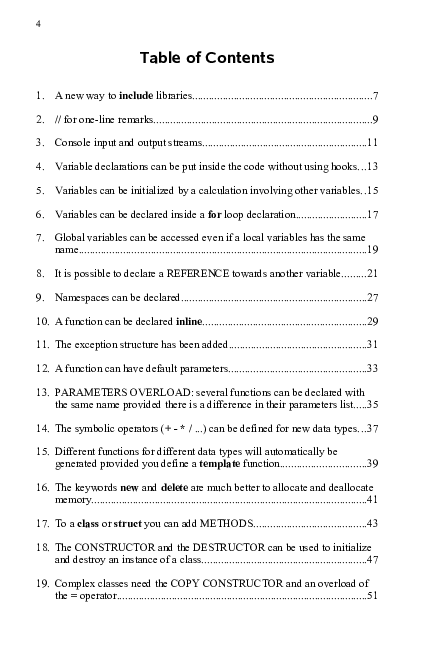 4
Table of Contents
1. A new way to include libraries.................................................................7
2. // for one-line remarks..............................................................................9
3. Console input and output streams............................................................11
4. Variable declarations can be put inside the code without using hooks...13
5. Variables can be initialized by a calculation involving other variables..15
6. Variables can be declared inside a for loop declaration.........................17
7. Global variables can be accessed even if a local variables has the same
name.........................................................................................................19
8. It is possible to declare a REFERENCE towards another variable.........21
9. Namespaces can be declared...................................................................27
10. A function can be declared inline...........................................................29
11. The exception structure has been added..................................................31
12. A function can have default parameters..................................................33
13. PARAMETERS OVERLOAD: several functions can be declared with
the same name provided there is a difference in their parameters list.....35
14. The symbolic operators (+ - * / ...) can be defined for new data types...37
15. Different functions for different data types will automatically be
generated provided you define a template function...............................39
16. The keywords new and delete are much better to allocate and deallocate
memory....................................................................................................41
17. To a class or struct you can add METHODS.........................................43
18. The CONSTRUCTOR and the DESTRUCTOR can be used to initialize
and destroy an instance of a class............................................................47
19. Complex classes need the COPY CONSTRUCTOR and an overload of
the = operator...........................................................................................51